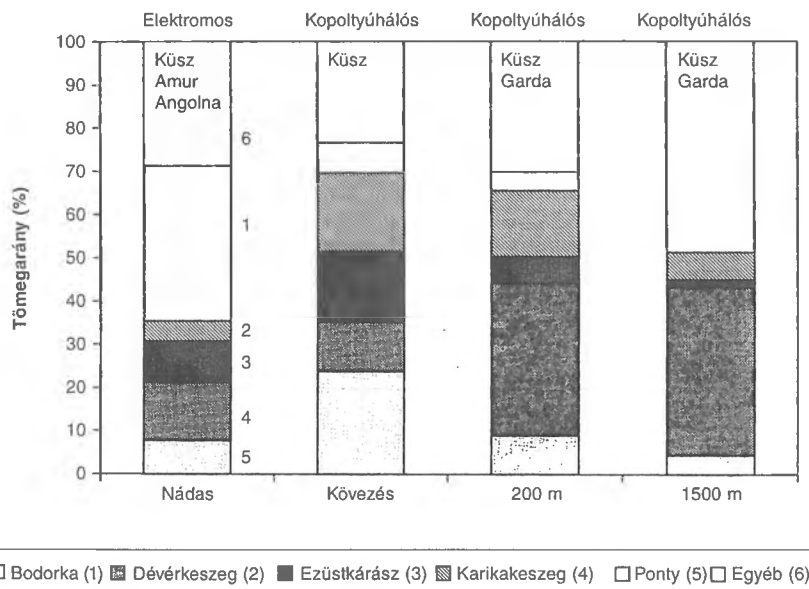 Elektromos Kopoltyúhálós Kopoltyúhálós Kopoltyúhálós
100
90
80
70
60
50
40
30
20
10
0
Tömegarány (%)
Küsz
Amur
Angolna
Küsz
Küsz
Garda
Küsz
Garda
6
1
2
3
4
5
Nádas Kövezés 200 m 1500 m
Bodorka (1) Dévérkeszeg (2) Ezüstkárász (3) Karikakeszeg (4) Ponty (5) Egyéb (6)